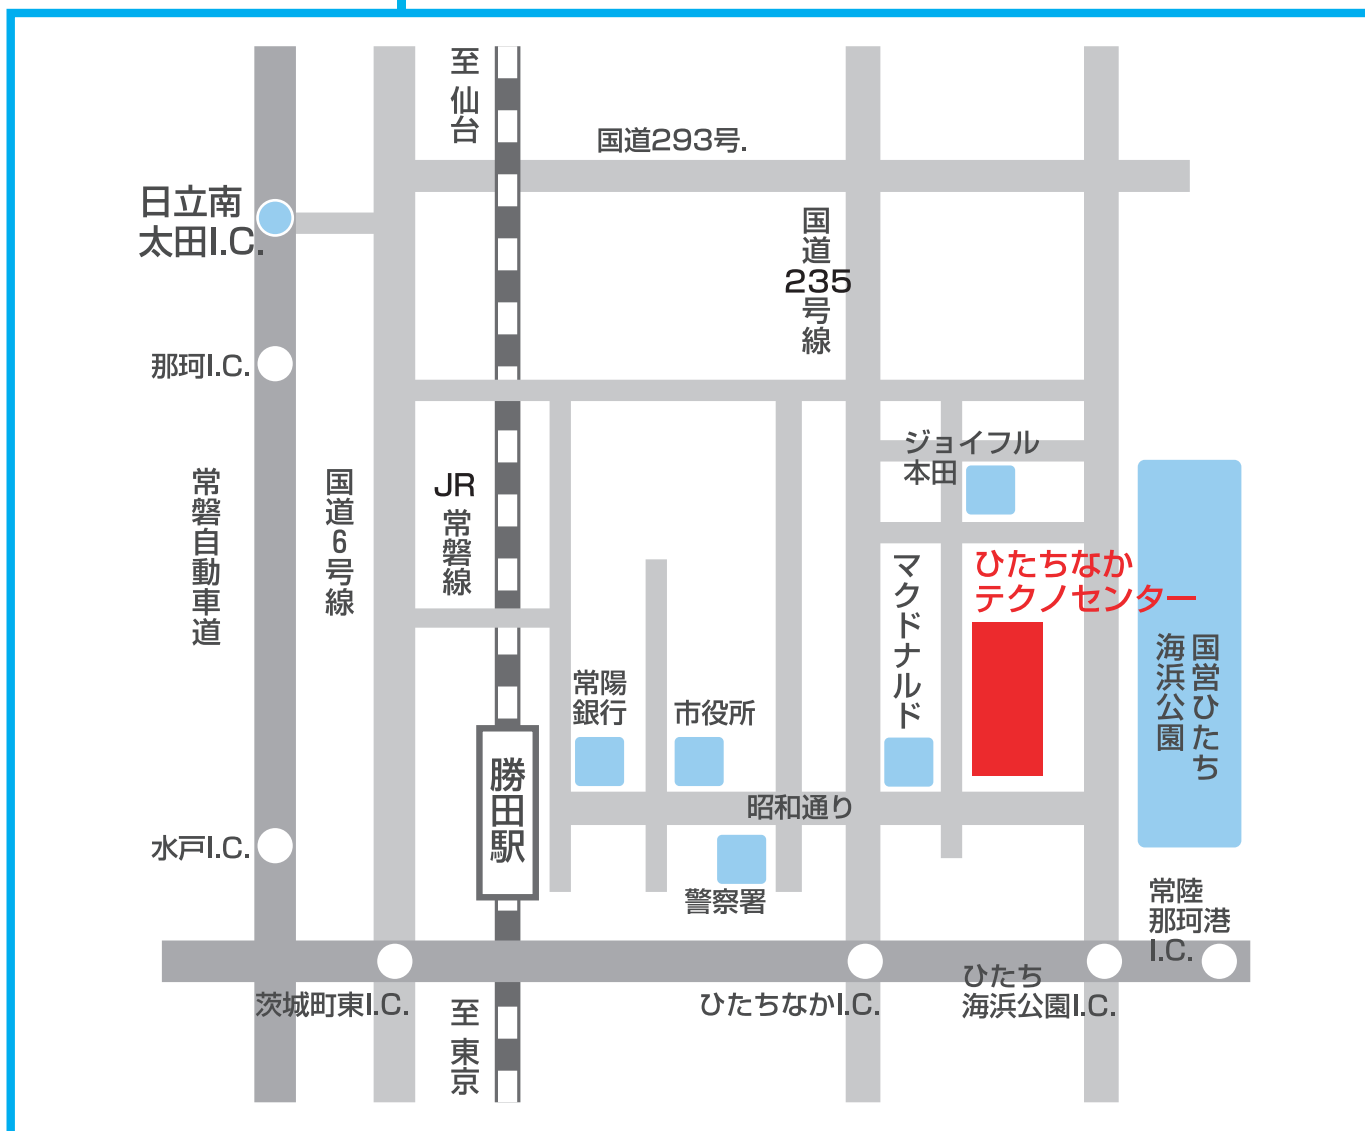 至仙台
国道293号.
日立南
太田I.C.
国道235号線
那珂I.C.
常磐自動車道
国道6号線
JR常磐線
ジョイフル
本田
マクドナルド
ひたちなか
テクノセンター
国営ひたち
海浜公園
常陽
銀行
市役所
勝田駅
昭和通り
水戸I.C.
警察署
常陸
那珂港
I.C.
ひたち
海浜公園I.C.
茨城町東I.C.
ひたちなかI.C.
至東京